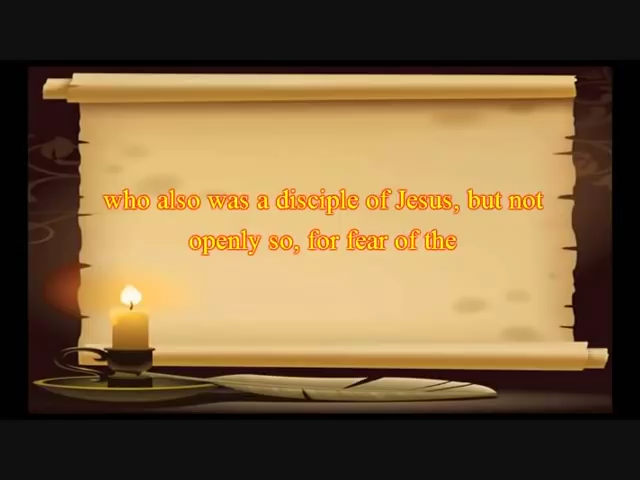 who also was a disciple of Jesus, but not
openly so, for fear of the